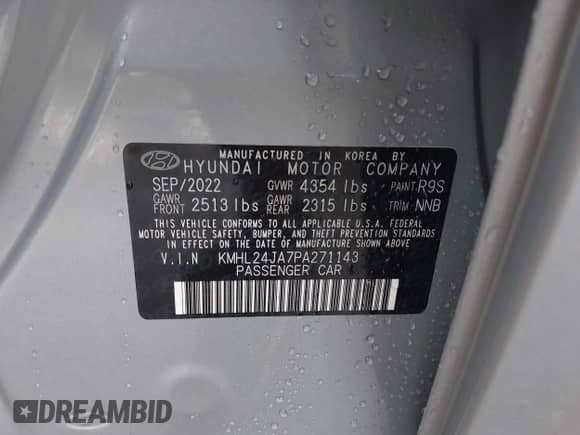 MANUFACTURED IN KOREA BY
HYUNDAI MOTOR COMPANY
SEP/2022 GVWR 4354 lbs PAINT:R9S
GAWR FRONT 2513 lbs GAWR REAR 2315 lbs TRIM:NNB
THIS VEHICLE CONFORMS TO ALL APPLICABLE U.S.A. FEDERAL
MOTOR VEHICLE SAFETY, BUMPER, AND THEFT PREVENTION
STANDARDS IN EFFECT ON THE DATE OF MANUFACTURE
SHOWN ABOVE.
V.I.N KMHL24JA7PA271143
PASSENGER CAR
DREAMBID